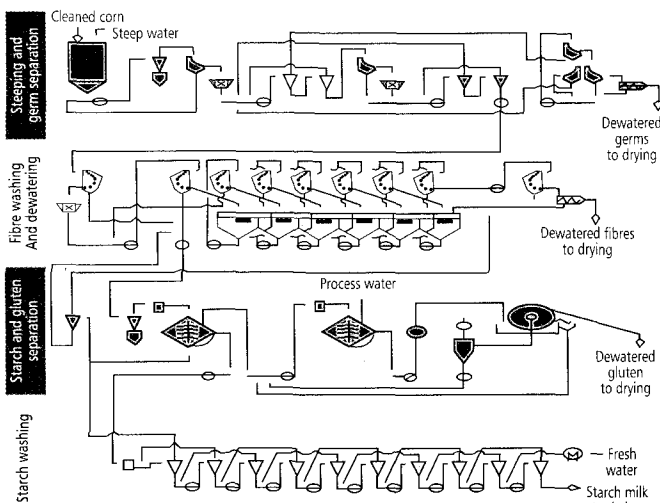 Cleaned corn
Steep water
Steeping and
germ separation
Dewatered
germs
to drying
Fibre washing
And dewatering
Dewatered fibres
to drying
Process water
Starch and gluten
separation
Dewatered
gluten
to drying
Starch washing
Fresh
water
M
Starch milk